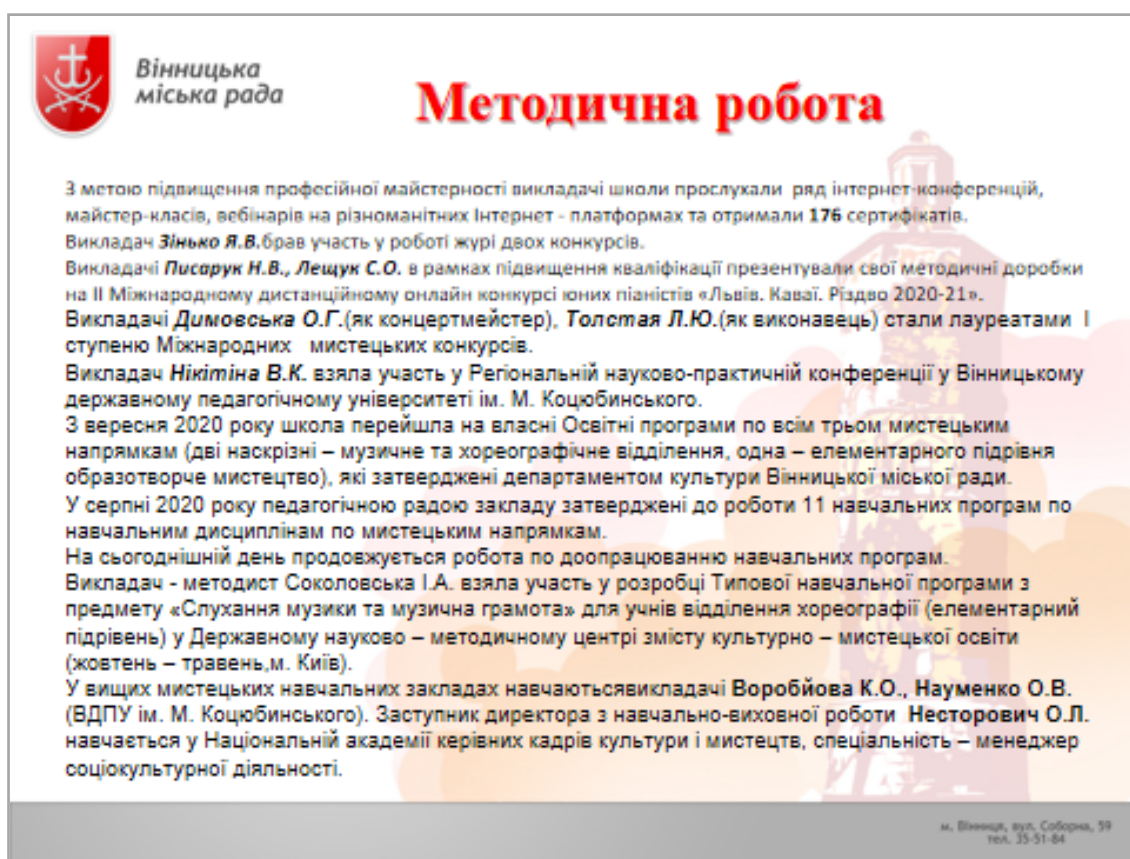 Вінницька
міська рада
Методична робота
З метою підвищення професійної майстерності викладачі школи прослухали ряд інтернет-конференцій,
майстер-класів, вебінарів на різноманітних Інтернет - платформах та отримали 176 сертифікатів.
Викладач Зінько Я.В.брав участь у роботі журі двох конкурсів.
Викладачі Писарук Н.В., Лещук С.О. в рамках підвищення кваліфікації презентували свої методичні доробки
на ІІ Міжнародному дистанційному онлайн конкурсі юних піаністів «Львів. Каваї. Різдво 2020-21».
Викладачі Димовська О.Г.(як концертмейстер), Толстая Л.Ю.(як виконавець) стали лауреатами І
ступеню Міжнародних мистецьких конкурсів.
Викладач Нікітіна В.К. взяла участь у Регіональній науково-практичній конференції у Вінницькому
державному педагогічному університеті ім. М. Коцюбинського.
З вересня 2020 року школа перейшла на власні Освітні програми по всім трьом мистецьким
напрямкам (дві наскрізні – музичне та хореографічне відділення, одна – елементарного підрівня
образотворче мистецтво), які затверджені департаментом культури Вінницької міської ради.
У серпні 2020 року педагогічною радою закладу затверджені до роботи 11 навчальних програм по
навчальним дисциплінам по мистецьким напрямкам.
На сьогоднішній день продовжується робота по доопрацюванню навчальних програм.
Викладач - методист Соколовська І.А. взяла участь у розробці Типової навчальної програми з
предмету «Слухання музики та музична грамота» для учнів відділення хореографії (елементарний
підрівень) у Державному науково – методичному центрі змісту культурно – мистецької освіти
(жовтень – травень,м. Київ).
У вищих мистецьких навчальних закладах навчаютьсявикладачі Воробйова К.О., Науменко О.В.
(ВДПУ ім. М. Коцюбинського). Заступник директора з навчально-виховної роботи Несторович О.Л.
навчається у Національній академії керівних кадрів культури і мистецтв, спеціальність – менеджер
соціокультурної діяльності.
м. Вінниця, вул. Соборна, 59
тел. 35-51-84